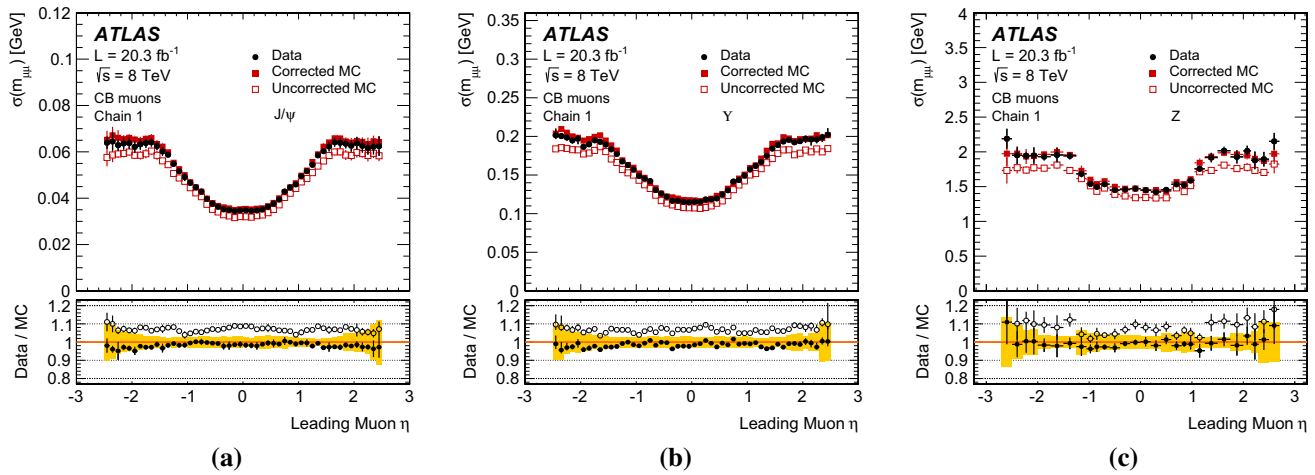 σ(m_μμ) [GeV]
0.12
0.1
0.08
0.06
0.04
0.02
0
ATLAS
L = 20.3 fb⁻¹
√s = 8 TeV
CB muons
Chain 1
Data
Corrected MC
Uncorrected MC
J/ψ
Data / MC
1.2
1.1
1
0.9
0.8
-3 -2 -1 0 1 2 3
Leading Muon η
(a)
σ(m_μμ) [GeV]
0.35
0.3
0.25
0.2
0.15
0.1
0.05
0
ATLAS
L = 20.3 fb⁻¹
√s = 8 TeV
CB muons
Chain 1
Data
Corrected MC
Uncorrected MC
ϒ
Data / MC
1.2
1.1
1
0.9
0.8
-3 -2 -1 0 1 2 3
Leading Muon η
(b)
σ(m_μμ) [GeV]
4
3.5
3
2.5
2
1.5
1
0.5
0
ATLAS
L = 20.3 fb⁻¹
√s = 8 TeV
CB muons
Chain 1
Data
Corrected MC
Uncorrected MC
Z
Data / MC
1.2
1.1
1
0.9
0.8
-3 -2 -1 0 1 2 3
Leading Muon η
(c)